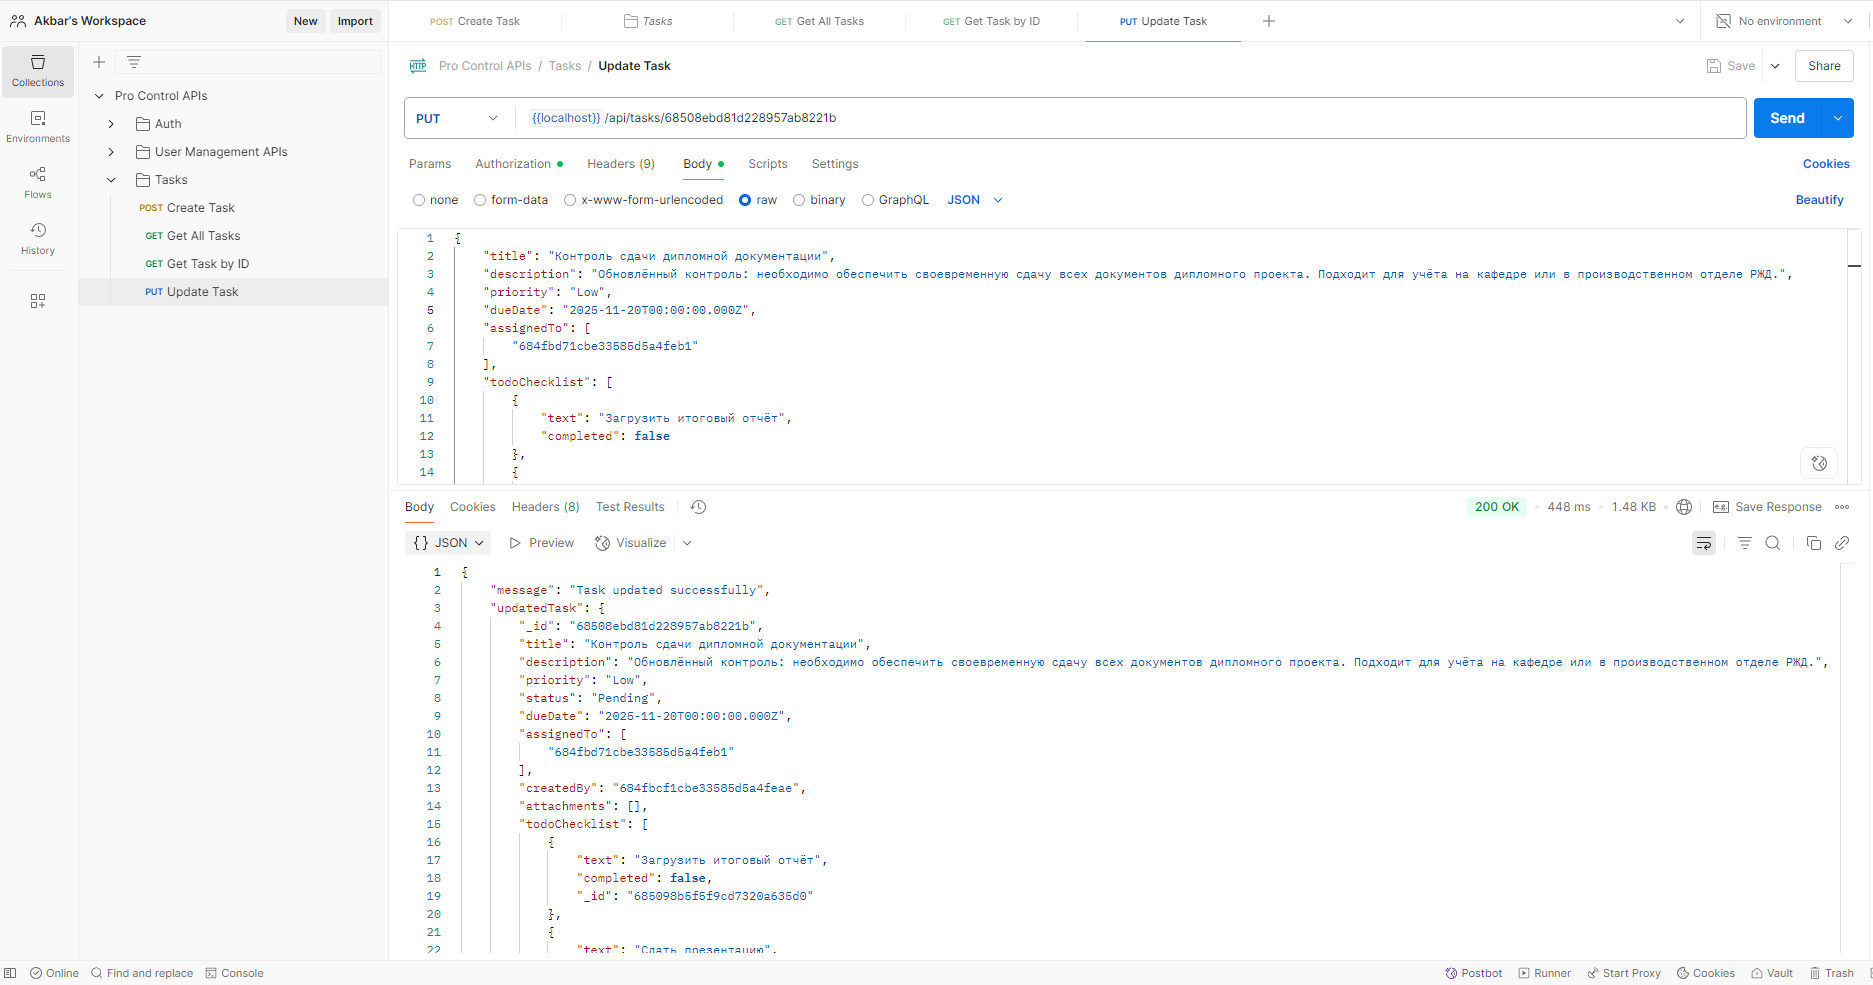 Akbar's Workspace
New
Import
POST Create Task
Tasks
GET Get All Tasks
GET Get Task by ID
PUT Update Task
No environment
Collections
Environments
Flows
History
Pro Control APIs
Auth
User Management APIs
Tasks
POST Create Task
GET Get All Tasks
GET Get Task by ID
PUT Update Task
HTTP Pro Control APIs / Tasks / Update Task
Save
Share
PUT
{{localhost}} /api/tasks/68508ebd81d228957ab8221b
Send
Params Authorization Headers (9) Body Scripts Settings
Cookies
none form-data x-www-form-urlencoded raw binary GraphQL JSON
Beautify
1 {
2 "title": "Контроль сдачи дипломной документации",
3 "description": "Обновлённый контроль: необходимо обеспечить своевременную сдачу всех документов дипломного проекта. Подходит для учёта на кафедре или в производственном отделе РЖД.",
4 "priority": "Low",
5 "dueDate": "2025-11-20T00:00:00.000Z",
6 "assignedTo": [
7 "684fbd71cbe33585d5a4feb1"
8 ],
9 "todoChecklist": [
10 {
11 "text": "Загрузить итоговый отчёт",
12 "completed": false
13 },
14 {
Body Cookies Headers (8) Test Results
200 OK • 448 ms • 1.48 KB • e.g. Save Response
{} JSON Preview Visualize
1 {
2 "message": "Task updated successfully",
3 "updatedTask": {
4 "_id": "68508ebd81d228957ab8221b",
5 "title": "Контроль сдачи дипломной документации",
6 "description": "Обновлённый контроль: необходимо обеспечить своевременную сдачу всех документов дипломного проекта. Подходит для учёта на кафедре или в производственном отделе РЖД.",
7 "priority": "Low",
8 "status": "Pending",
9 "dueDate": "2025-11-20T00:00:00.000Z",
10 "assignedTo": [
11 "684fbd71cbe33585d5a4feb1"
12 ],
13 "createdBy": "684fbcf1cbe33585d5a4feae",
14 "attachments": [],
15 "todoChecklist": [
16 {
17 "text": "Загрузить итоговый отчёт",
18 "completed": false,
19 "_id": "685098b5f5f9cd7320a635d0"
20 },
21 {
22 "text": "Сдать презентацию",
Online Find and replace Console
Postbot Runner Start Proxy Cookies Vault Trash